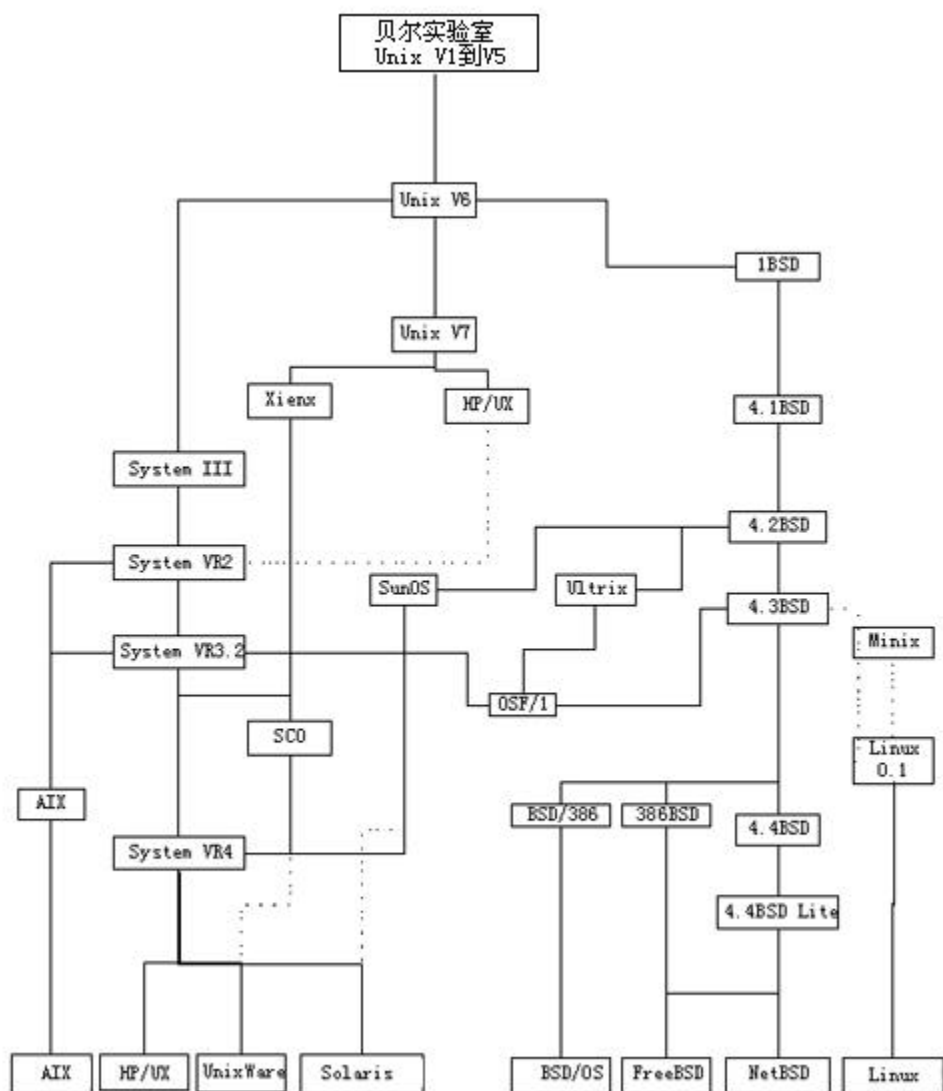 贝尔实验室
Unix V1到V5
Unix V6
1BSD
Unix V7
Xienx
HP/UX
4.1BSD
System III
4.2BSD
System VR2
SunOS
Ultrix
4.3BSD
Minix
System VR3.2
OSF/1
SCO
Linux
0.1
AIX
BSD/386
386BSD
4.4BSD
System VR4
4.4BSD Lite
AIX
HP/UX
UnixWare
Solaris
BSD/OS
FreeBSD
NetBSD
Linux